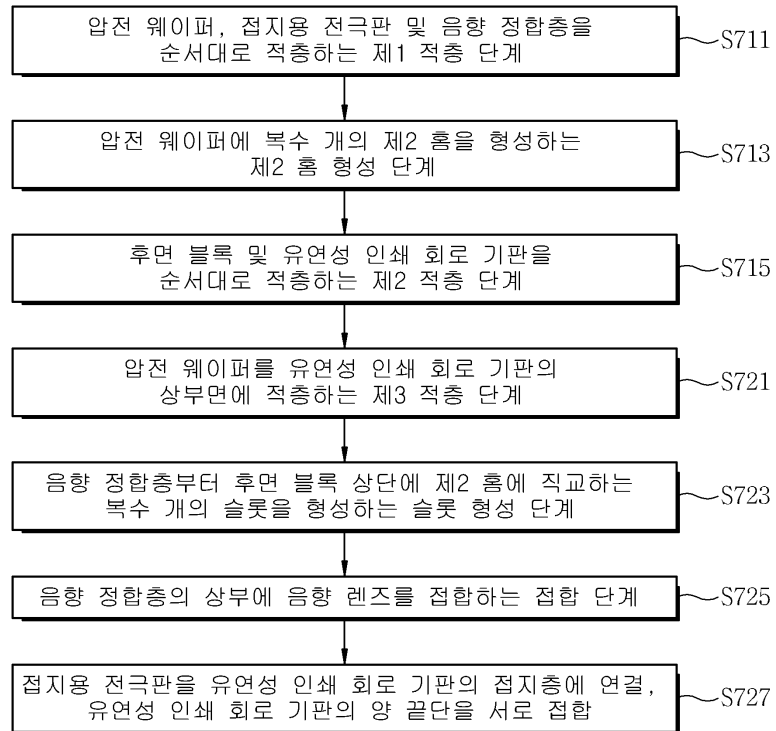 압전 웨이퍼, 접지용 전극판 및 음향 정합층을
순서대로 적층하는 제1 적층 단계
S711
압전 웨이퍼에 복수 개의 제2 홈을 형성하는
제2 홈 형성 단계
S713
후면 블록 및 유연성 인쇄 회로 기판을
순서대로 적층하는 제2 적층 단계
S715
압전 웨이퍼를 유연성 인쇄 회로 기판의
상부면에 적층하는 제3 적층 단계
S721
음향 정합층부터 후면 블록 상단에 제2 홈에 직교하는
복수 개의 슬롯을 형성하는 슬롯 형성 단계
S723
음향 정합층의 상부에 음향 렌즈를 접합하는 접합 단계
S725
접지용 전극판을 유연성 인쇄 회로 기판의 접지층에 연결,
유연성 인쇄 회로 기판의 양 끝단을 서로 접합
S727